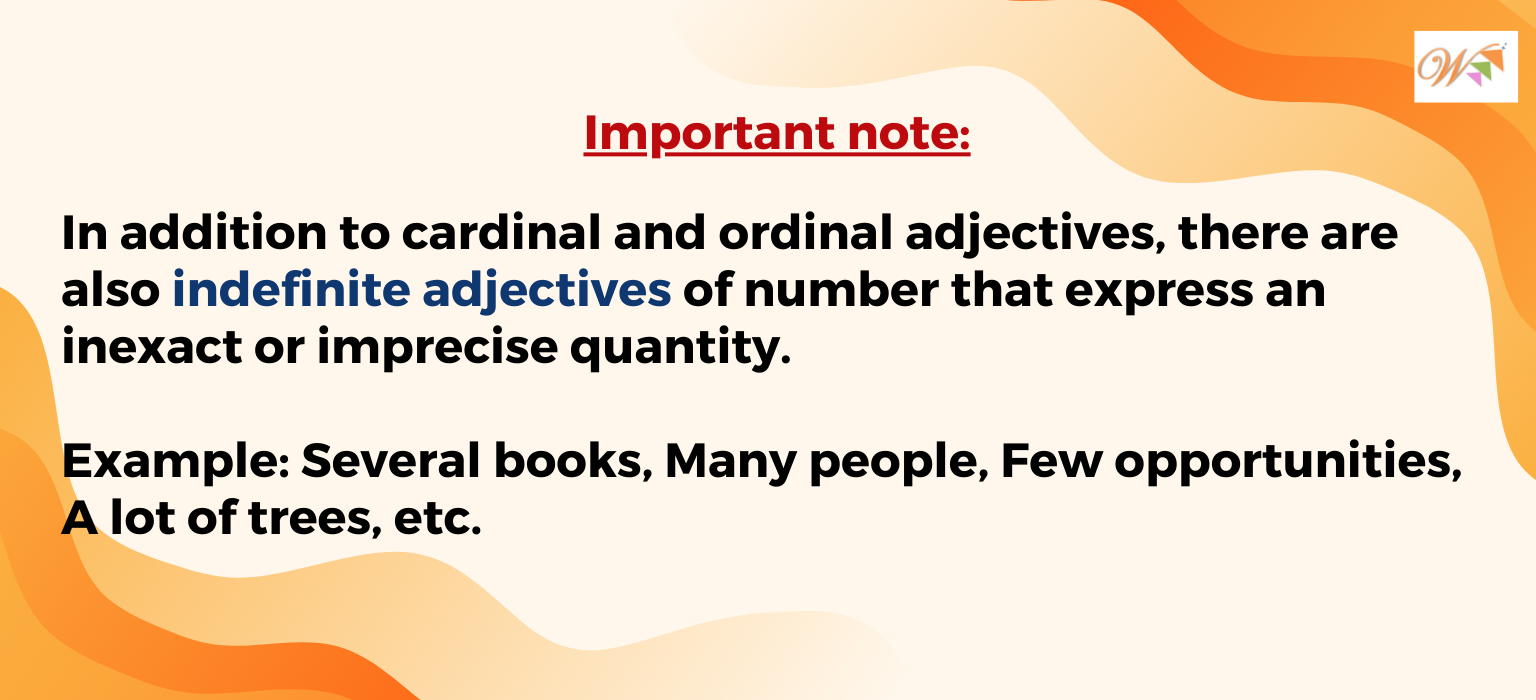 W
Important note:
In addition to cardinal and ordinal adjectives, there are
also indefinite adjectives of number that express an
inexact or imprecise quantity.
Example: Several books, Many people, Few opportunities,
A lot of trees, etc.